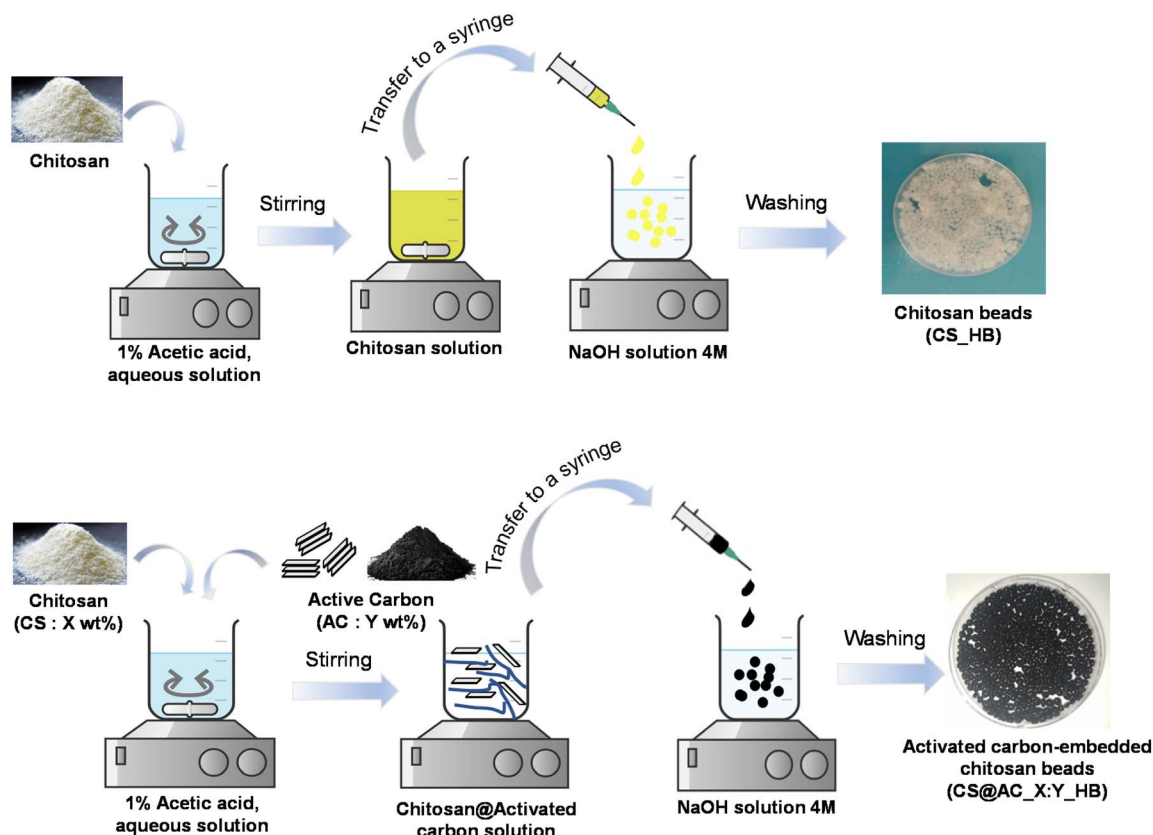 Transfer to a syringe
Chitosan
Stirring
Washing
1% Acetic acid,
aqueous solution
Chitosan solution
NaOH solution 4M
Chitosan beads
(CS_HB)
Transfer to a syringe
Chitosan
(CS : X wt%)
Active Carbon
(AC : Y wt%)
Stirring
Washing
1% Acetic acid,
aqueous solution
Chitosan@Activated
carbon solution
NaOH solution 4M
Activated carbon-embedded
chitosan beads
(CS@AC_X:Y_HB)